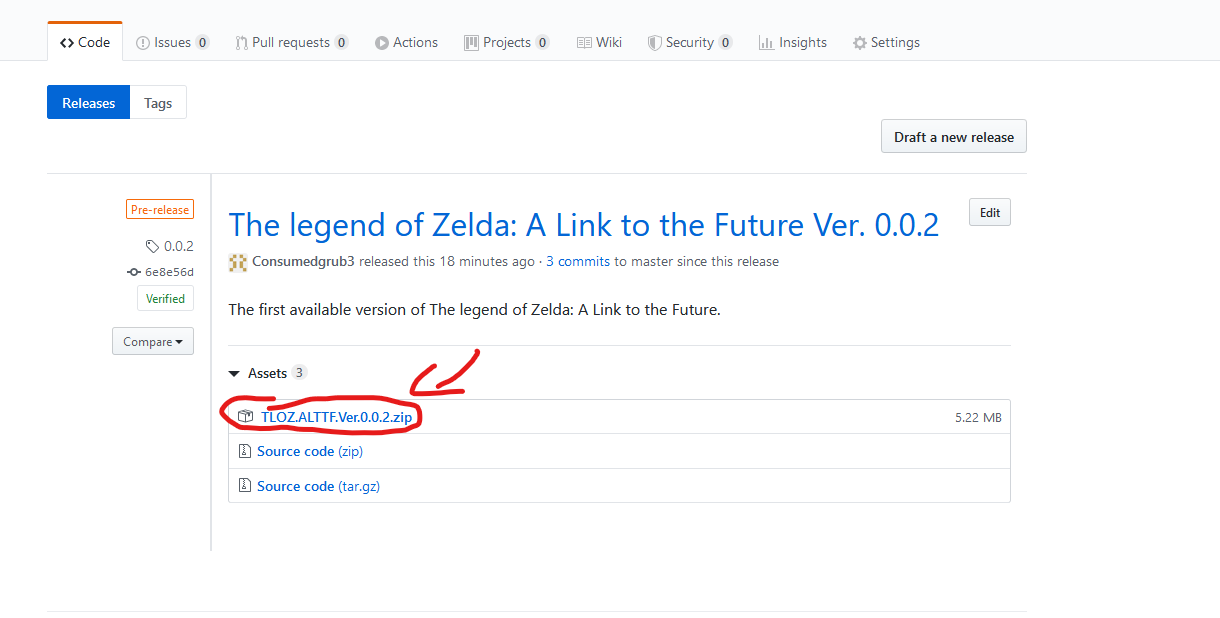 Code Issues 0 Pull requests 0 Actions Projects 0 Wiki Security 0 Insights Settings
Releases Tags
Draft a new release
Pre-release
0.0.2
6e8e56d
Verified
Compare
The legend of Zelda: A Link to the Future Ver. 0.0.2
Edit
Consumedgrub3 released this 18 minutes ago · 3 commits to master since this release
The first available version of The legend of Zelda: A Link to the Future.
Assets 3
TLOZ.ALTTF.Ver.0.0.2.zip 5.22 MB
Source code (zip)
Source code (tar.gz)